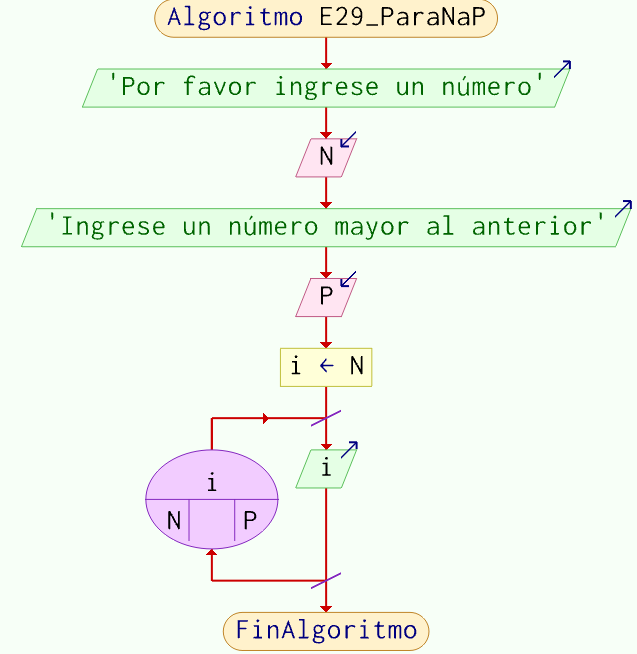 Algoritmo E29_ParaNaP
'Por favor ingrese un número'
N
'Ingrese un número mayor al anterior'
P
i ← N
i
i
N P
FinAlgoritmo